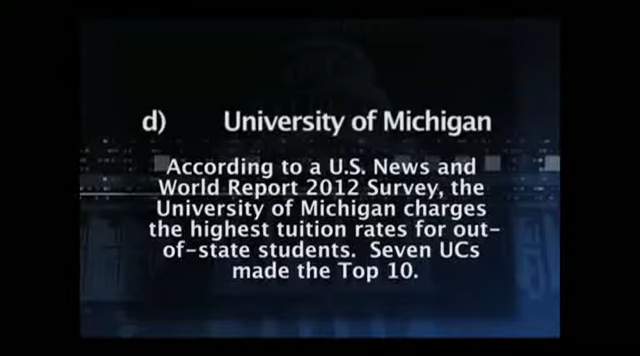 d) University of Michigan
According to a U.S. News and
World Report 2012 Survey, the
University of Michigan charges
the highest tuition rates for out-
of-state students. Seven UCs
made the Top 10.